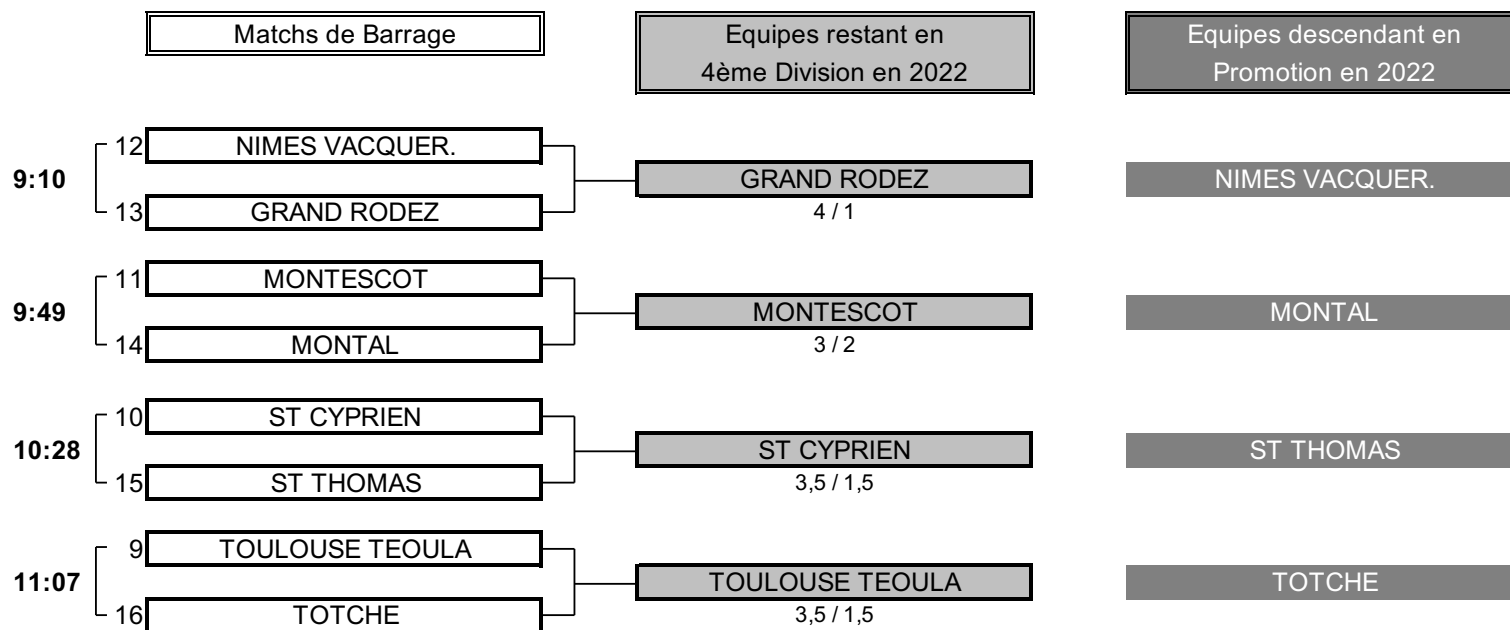 Matchs de Barrage
Equipes restant en
4ème Division en 2022
Equipes descendant en
Promotion en 2022
12 NIMES VACQUER.
9:10 GRAND RODEZ NIMES VACQUER.
13 GRAND RODEZ 4 / 1
11 MONTESCOT
9:49 MONTESCOT MONTAL
14 MONTAL 3 / 2
10 ST CYPRIEN
10:28 ST CYPRIEN ST THOMAS
15 ST THOMAS 3,5 / 1,5
9 TOULOUSE TEOULA
11:07 TOULOUSE TEOULA TOTCHE
16 TOTCHE 3,5 / 1,5